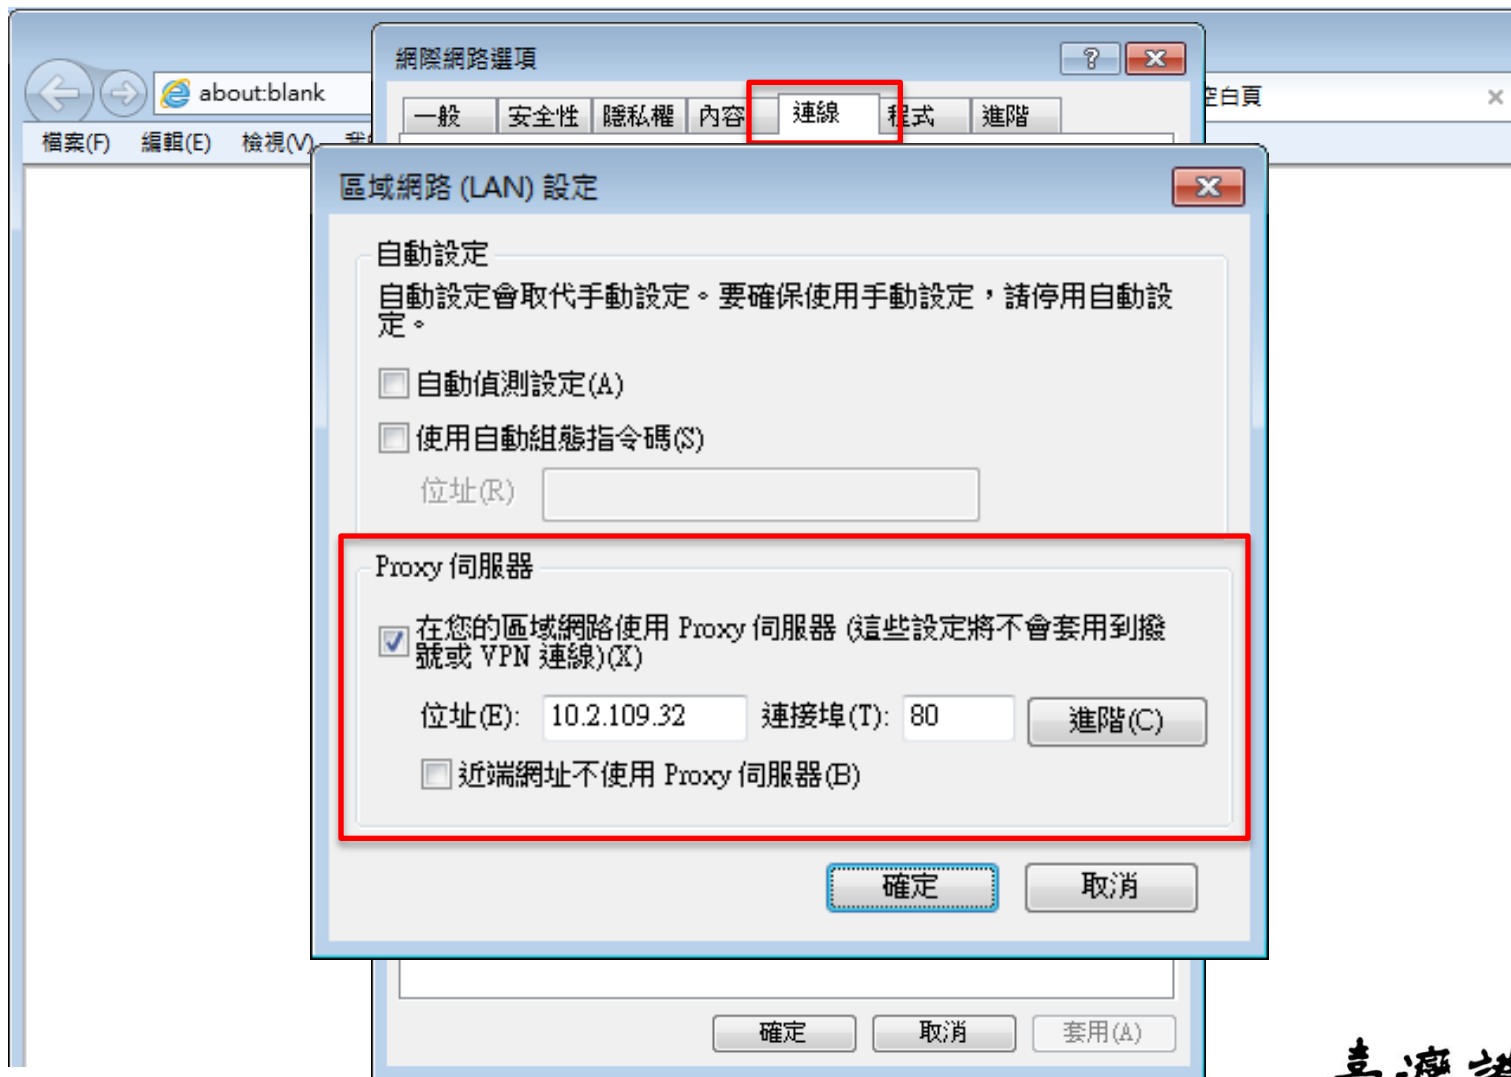 網際網路選項
about:blank
空白頁
一般 安全性 隱私權 內容 連線 程式 進階
檔案(F) 編輯(E) 檢視(V)
區域網路 (LAN) 設定
自動設定
自動設定會取代手動設定。要確保使用手動設定，請停用自動設
定。
自動偵測設定(A)
使用自動組態指令碼(S)
位址(R)
Proxy 伺服器
在您的區域網路使用 Proxy 伺服器 (這些設定將不會套用到撥
號或 VPN 連線)(X)
位址(E): 10.2.109.32 連接埠(T): 80 進階(C)
近端網址不使用 Proxy 伺服器(B)
確定 取消
確定 取消 套用(A)
臺灣